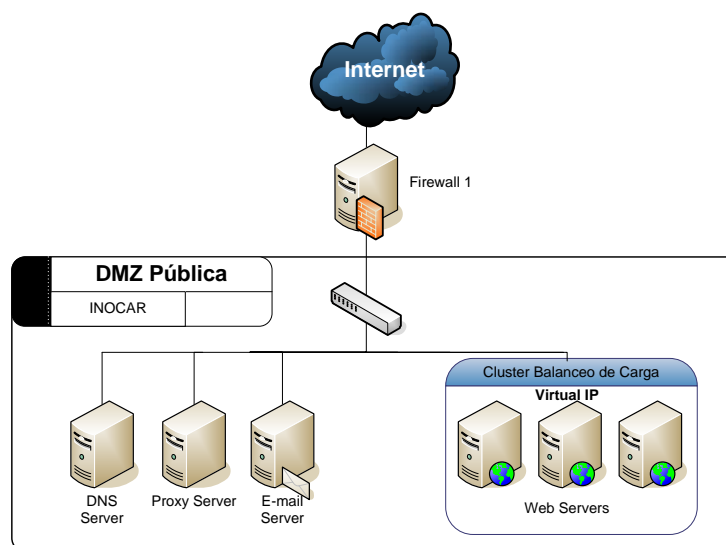 Internet
Firewall 1
DMZ Pública
INOCAR
Cluster Balanceo de Carga
Virtual IP
DNS
Server
Proxy Server
E-mail
Server
Web Servers